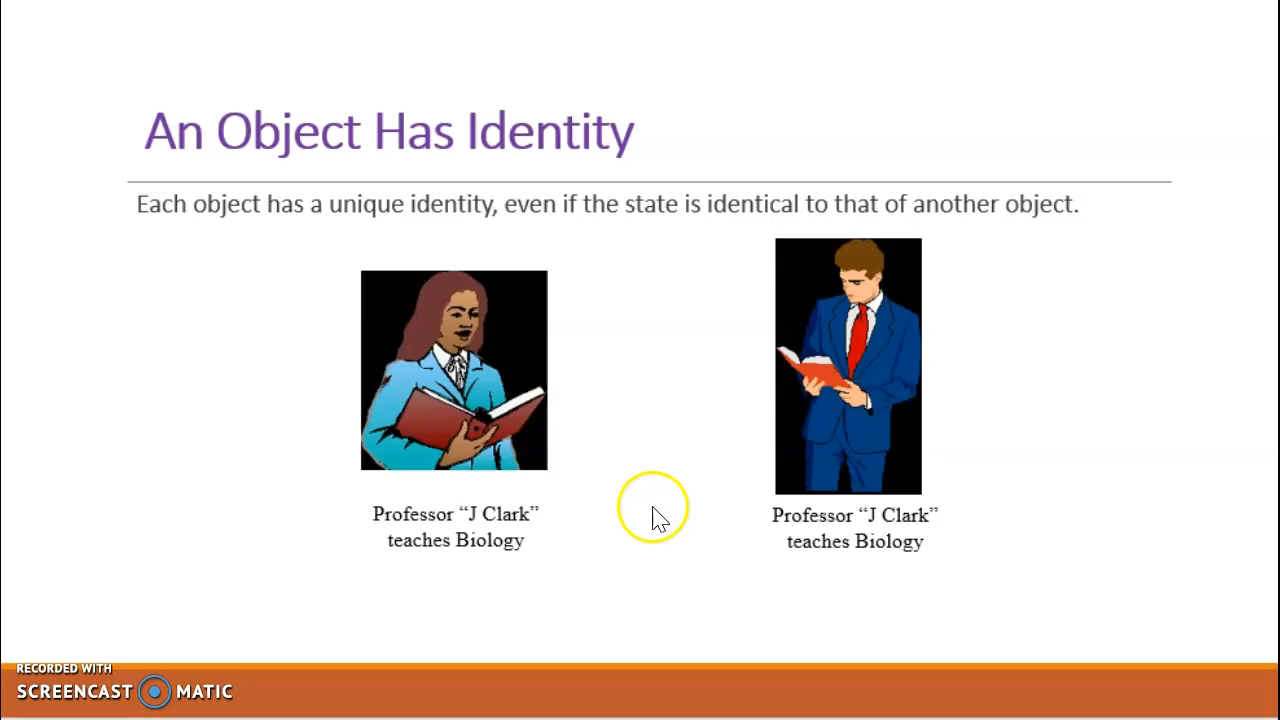 An Object Has Identity
Each object has a unique identity, even if the state is identical to that of another object.
Professor “J Clark”
teaches Biology
Professor “J Clark”
teaches Biology
RECORDED WITH
SCREENCAST MATIC